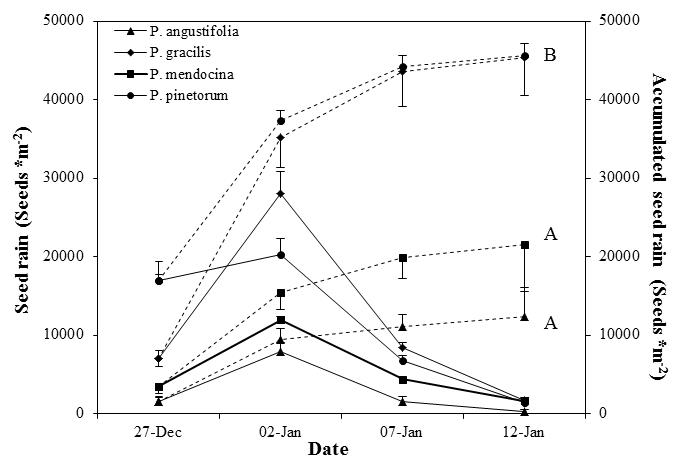 50000
40000
30000
20000
10000
0
Seed rain (Seeds *m-2)
P. angustifolia
P. gracilis
P. mendocina
P. pinetorum
B
A
A
50000
40000
30000
20000
10000
0
Accumulated seed rain (Seeds *m-2)
27-Dec 02-Jan 07-Jan 12-Jan
Date